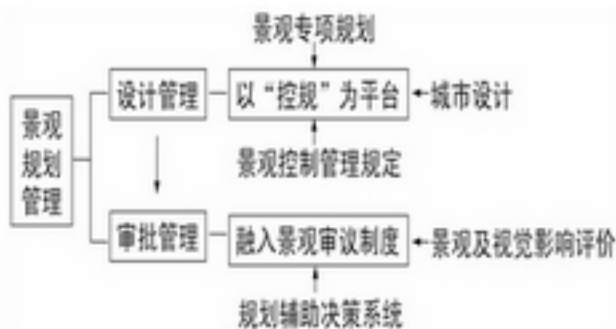 景观专项规划
设计管理
以“控规”为平台
城市设计
景观
规划
管理
景观控制管理规定
审批管理
融入景观审议制度
景观及视觉影响评价
规划辅助决策系统